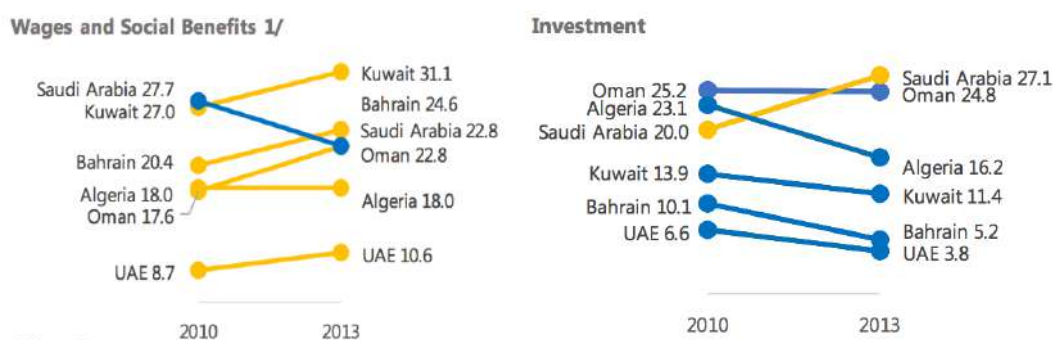 Wages and Social Benefits 1/
Saudi Arabia 27.7
Kuwait 27.0
Bahrain 20.4
Algeria 18.0
Oman 17.6
UAE 8.7
Kuwait 31.1
Bahrain 24.6
Saudi Arabia 22.8
Oman 22.8
Algeria 18.0
UAE 10.6
2010 2013
Investment
Oman 25.2
Algeria 23.1
Saudi Arabia 20.0
Kuwait 13.9
Bahrain 10.1
UAE 6.6
Saudi Arabia 27.1
Oman 24.8
Algeria 16.2
Kuwait 11.4
Bahrain 5.2
UAE 3.8
2010 2013